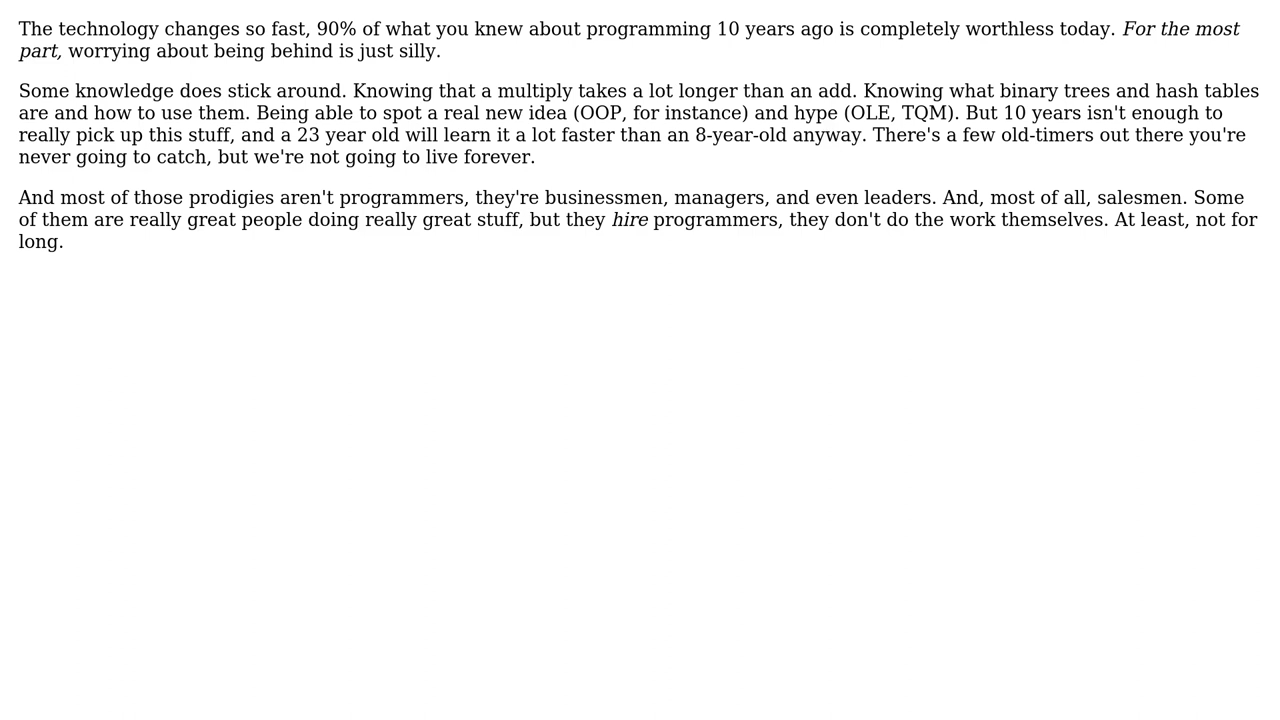 The technology changes so fast, 90% of what you knew about programming 10 years ago is completely worthless today. For the most
part, worrying about being behind is just silly.
Some knowledge does stick around. Knowing that a multiply takes a lot longer than an add. Knowing what binary trees and hash tables
are and how to use them. Being able to spot a real new idea (OOP, for instance) and hype (OLE, TQM). But 10 years isn't enough to
really pick up this stuff, and a 23 year old will learn it a lot faster than an 8-year-old anyway. There's a few old-timers out there you're
never going to catch, but we're not going to live forever.
And most of those prodigies aren't programmers, they're businessmen, managers, and even leaders. And, most of all, salesmen. Some
of them are really great people doing really great stuff, but they hire programmers, they don't do the work themselves. At least, not for
long.